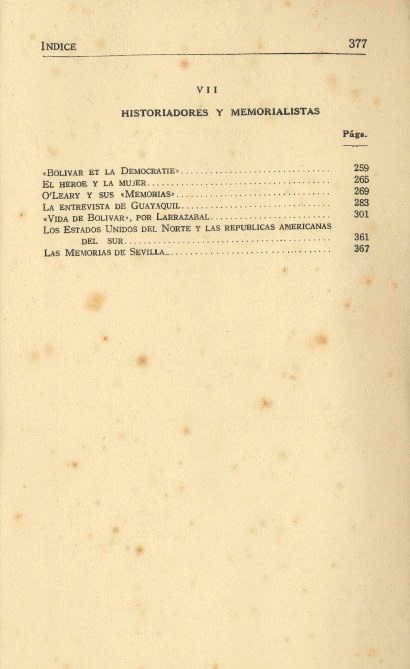 INDICE 377
VII
HISTORIADORES Y MEMORIALISTAS
Págs.
«BOLIVAR ET LA DEMOCRATIE» 259
EL HEROE Y LA MUJER 265
O'LEARY Y SUS «MEMORIAS» 269
LA ENTREVISTA DE GUAYAQUIL 283
«VIDA DE BOLIVAR», POR LARRAZABAL 301
LOS ESTADOS UNIDOS DEL NORTE Y LAS REPUBLICAS AMERICANAS
DEL SUR 361
LAS MEMORIAS DE SEVILLA 367